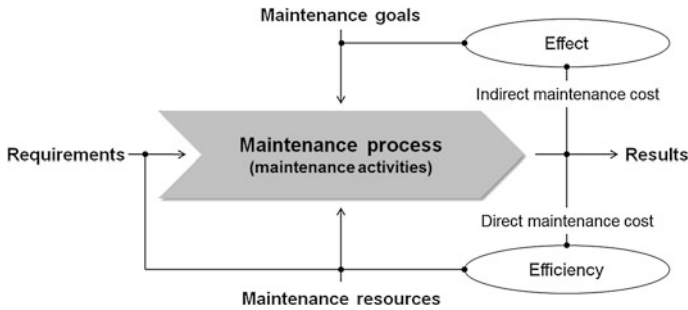 Maintenance goals
Effect
Indirect maintenance cost
Maintenance process
(maintenance activities)
Requirements
Results
Direct maintenance cost
Efficiency
Maintenance resources